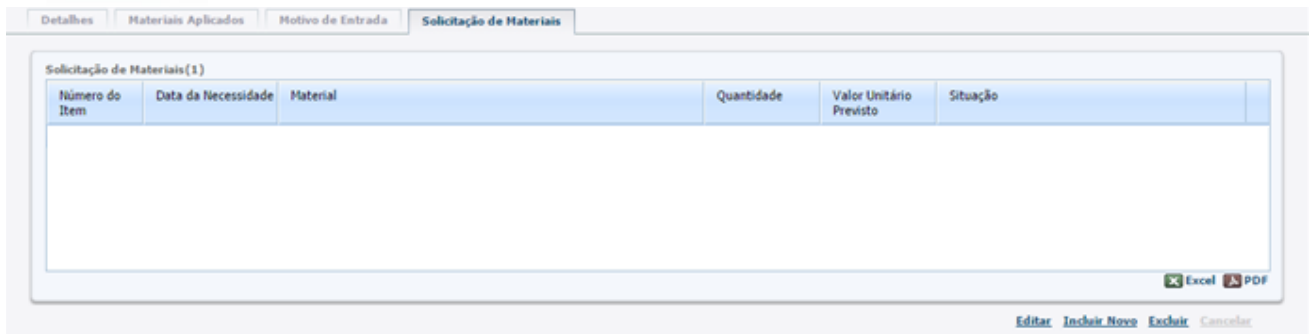 Detalhes Materiais Aplicados Motivo de Entrada Solicitação de Materiais
Solicitação de Materiais(1)
Número do Item Data da Necessidade Material Quantidade Valor Unitário Previsto Situação
Excel PDF
Editar Incluir Novo Excluir Cancelar